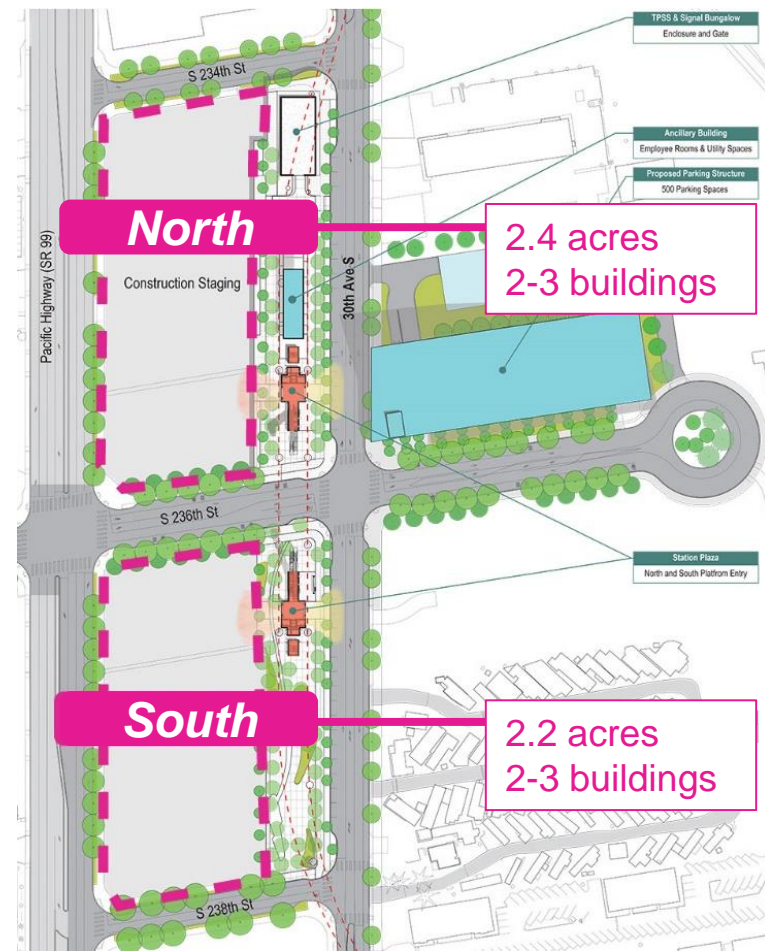 TPSS & Signal Bungalow
Enclosure and Gate
S 234th St
Ancillary Building
Employee Rooms & Utility Spaces
Proposed Parking Structure
500 Parking Spaces
North
2.4 acres
2-3 buildings
Pacific Highway (SR 99)
Construction Staging
30th Ave S
S 236th St
Station Plaza
North and South Platfrom Entry
South
2.2 acres
2-3 buildings
S 238th St